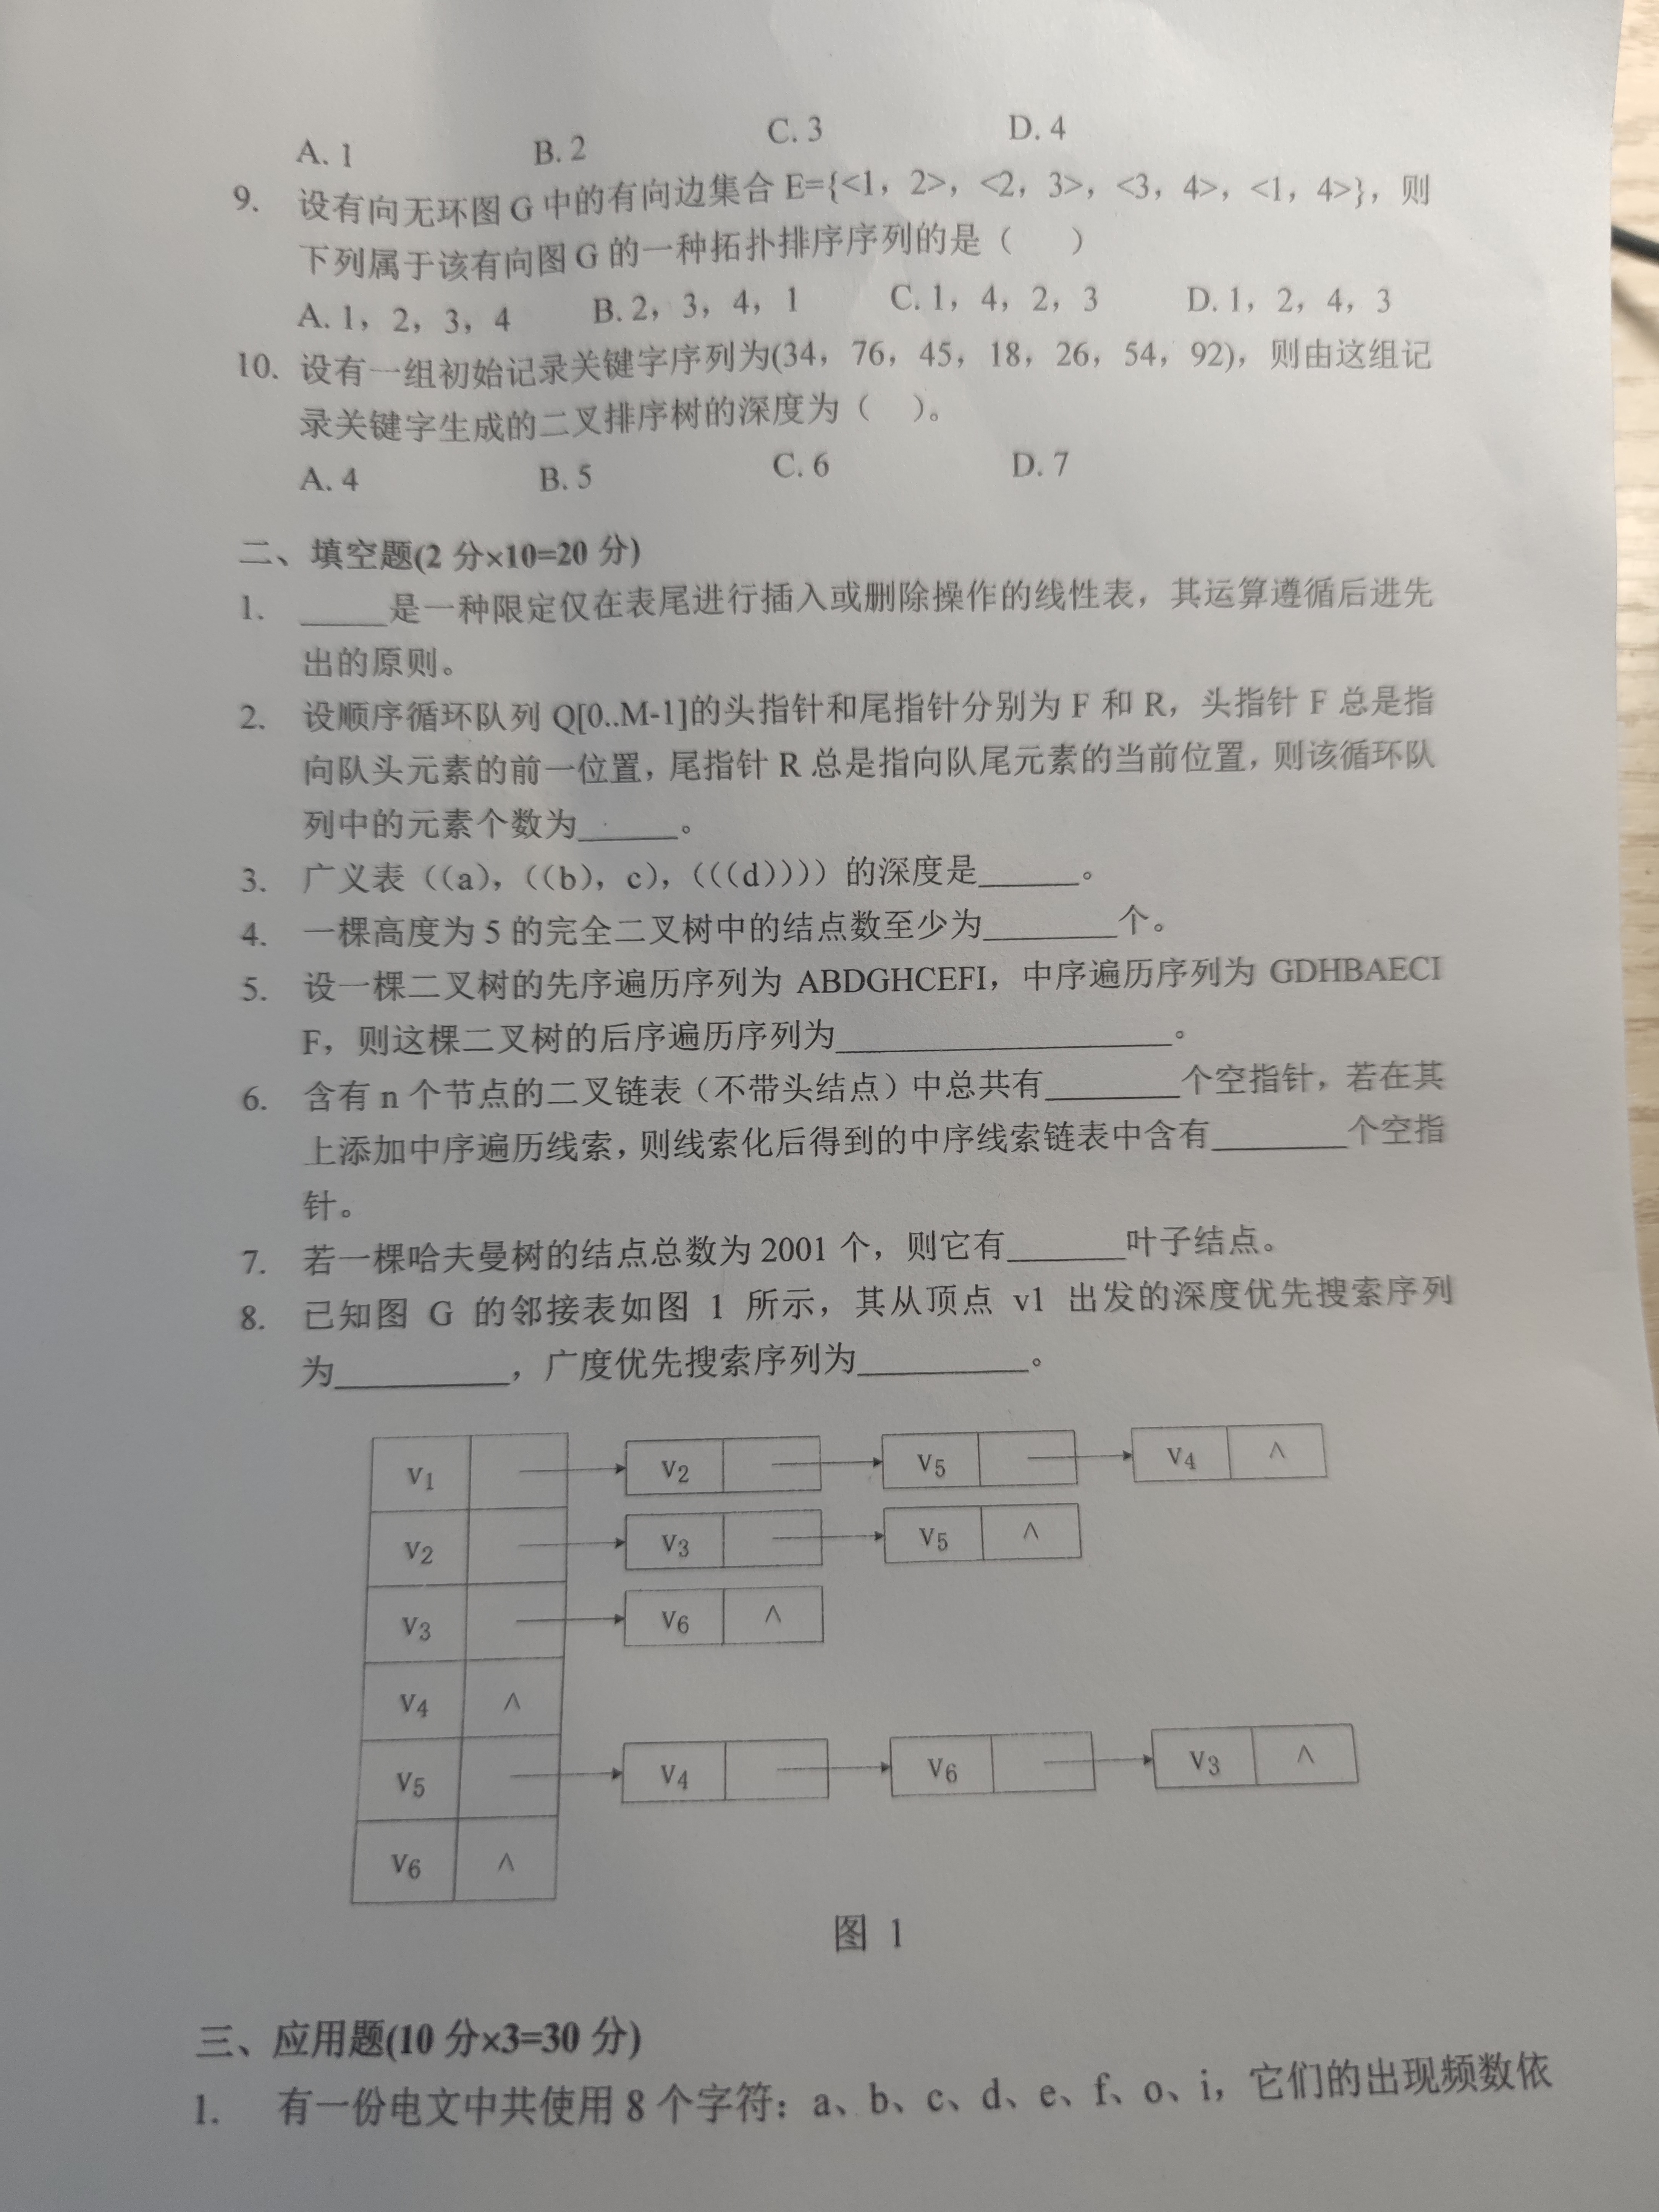 A. 1 B. 2 C. 3 D. 4
9. 设有向无环图 G 中的有向边集合 E={<1，2>，<2，3>，<3，4>，<1，4>}，则
下列属于该有向图 G 的一种拓扑排序序列的是（ ）
A. 1，2，3，4 B. 2，3，4，1 C. 1，4，2，3 D. 1，2，4，3
10. 设有一组初始记录关键字序列为(34，76，45，18，26，54，92)，则由这组记
录关键字生成的二叉排序树的深度为（ ）。
A. 4 B. 5 C. 6 D. 7
二、填空题(2 分×10=20 分)
1. _____是一种限定仅在表尾进行插入或删除操作的线性表，其运算遵循后进先
出的原则。
2. 设顺序循环队列 Q[0..M-1]的头指针和尾指针分别为 F 和 R，头指针 F 总是指
向队头元素的前一位置，尾指针 R 总是指向队尾元素的当前位置，则该循环队
列中的元素个数为______。
3. 广义表（（a），（（b），c），（（（d））））的深度是______。
4. 一棵高度为 5 的完全二叉树中的结点数至少为________个。
5. 设一棵二叉树的先序遍历序列为 ABDGHCEFI，中序遍历序列为 GDHBAECI
F，则这棵二叉树的后序遍历序列为____________________。
6. 含有 n 个节点的二叉链表（不带头结点）中总共有________个空指针，若在其
上添加中序遍历线索，则线索化后得到的中序线索链表中含有________个空指
针。
7. 若一棵哈夫曼树的结点总数为 2001 个，则它有_______叶子结点。
8. 已知图 G 的邻接表如图 1 所示，其从顶点 v1 出发的深度优先搜索序列
为__________，广度优先搜索序列为__________。
v1 v2 v5 v4 ∧
v2 v3 v5 ∧
v3 v6 ∧
v4 ∧
v5 v4 v6 v3 ∧
v6 ∧
图 1
三、应用题(10 分×3=30 分)
1. 有一份电文中共使用 8 个字符：a、b、c、d、e、f、o、i，它们的出现频数依